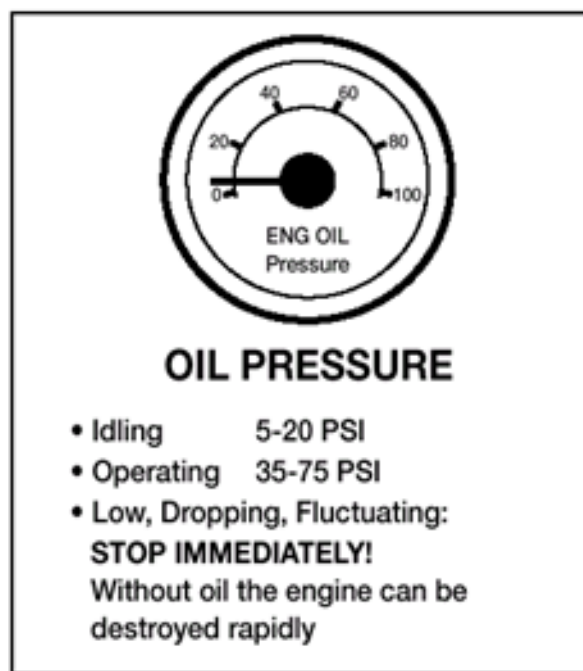 40 60
20 80
0 100
ENG OIL
Pressure
OIL PRESSURE
• Idling 5-20 PSI
• Operating 35-75 PSI
• Low, Dropping, Fluctuating:
STOP IMMEDIATELY!
Without oil the engine can be
destroyed rapidly